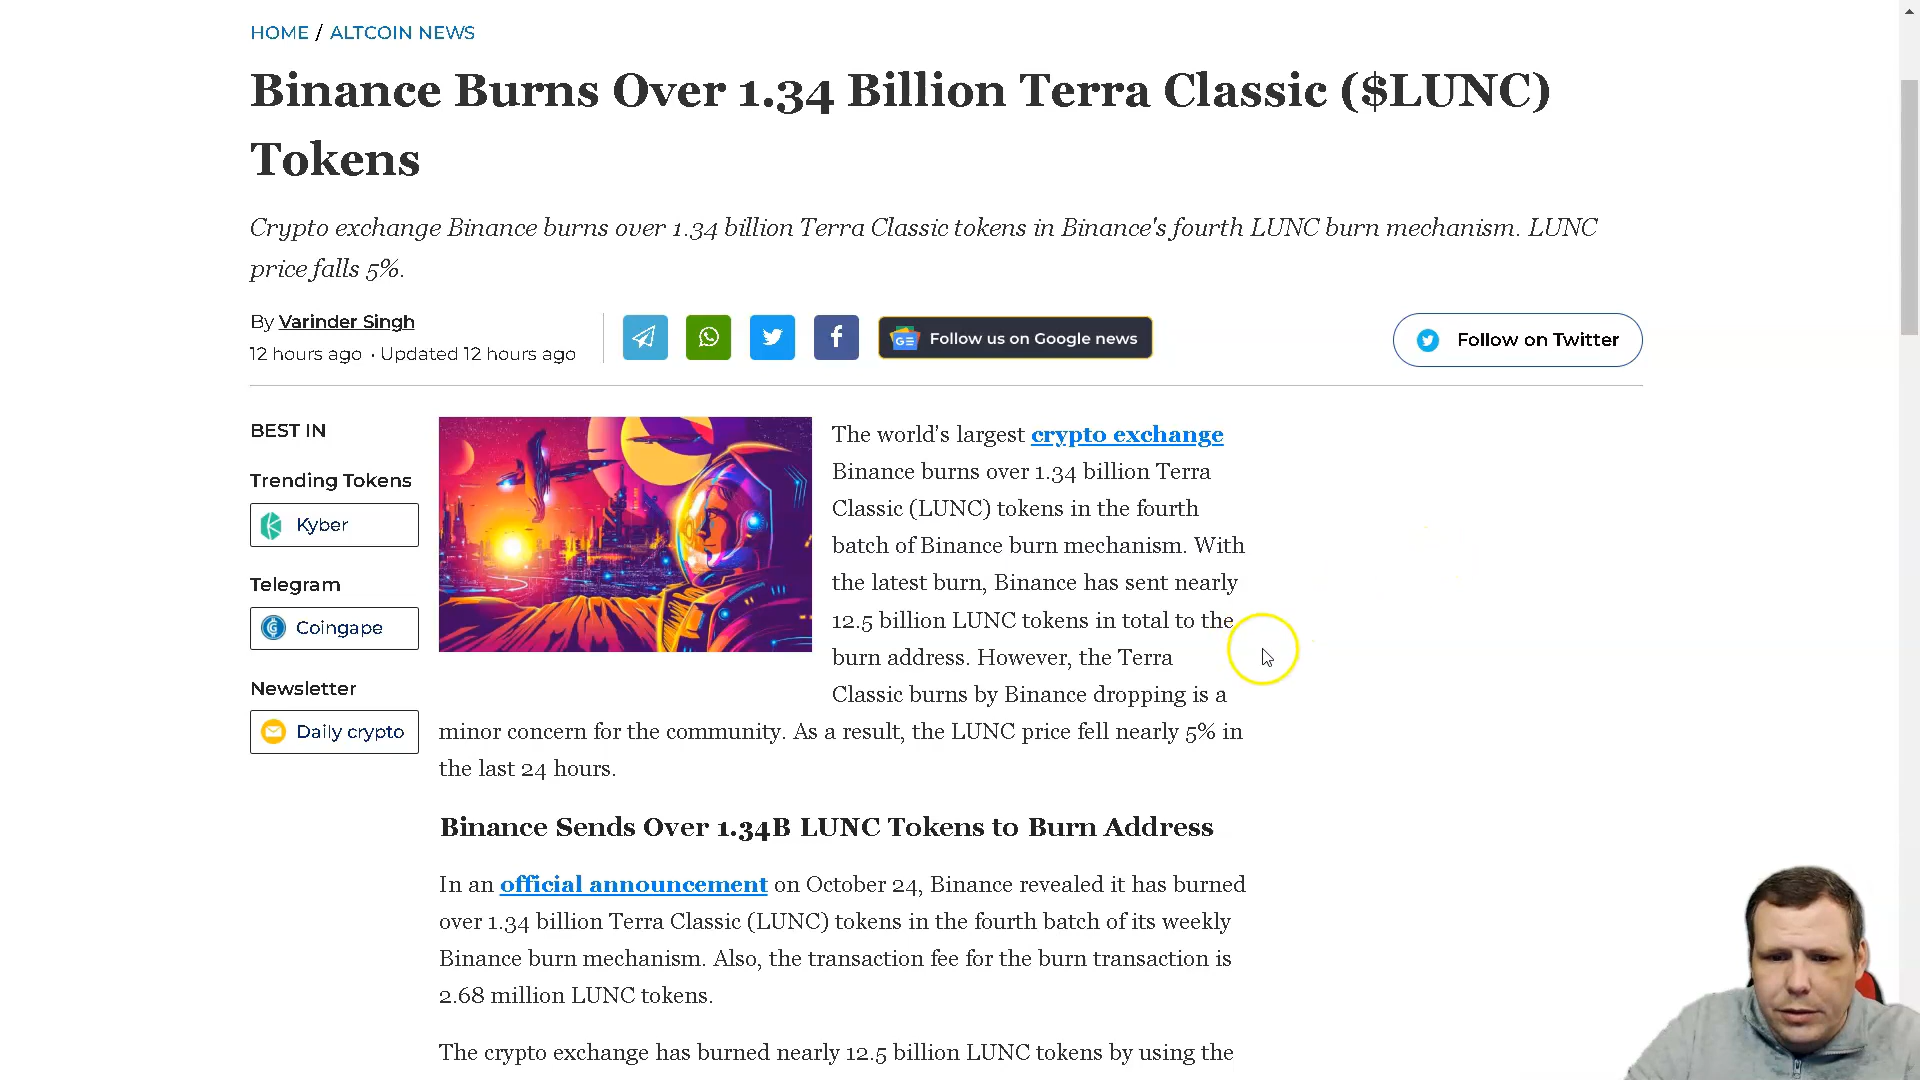 HOME / ALTCOIN NEWS
Binance Burns Over 1.34 Billion Terra Classic ($LUNC)
Tokens
Crypto exchange Binance burns over 1.34 billion Terra Classic tokens in Binance's fourth LUNC burn mechanism. LUNC
price falls 5%.
By Varinder Singh
12 hours ago · Updated 12 hours ago
Follow us on Google news
Follow on Twitter
BEST IN
Trending Tokens
Kyber
Telegram
Coingape
Newsletter
Daily crypto
The world's largest crypto exchange
Binance burns over 1.34 billion Terra
Classic (LUNC) tokens in the fourth
batch of Binance burn mechanism. With
the latest burn, Binance has sent nearly
12.5 billion LUNC tokens in total to the
burn address. However, the Terra
Classic burns by Binance dropping is a
minor concern for the community. As a result, the LUNC price fell nearly 5% in
the last 24 hours.
Binance Sends Over 1.34B LUNC Tokens to Burn Address
In an official announcement on October 24, Binance revealed it has burned
over 1.34 billion Terra Classic (LUNC) tokens in the fourth batch of its weekly
Binance burn mechanism. Also, the transaction fee for the burn transaction is
2.68 million LUNC tokens.
The crypto exchange has burned nearly 12.5 billion LUNC tokens by using the